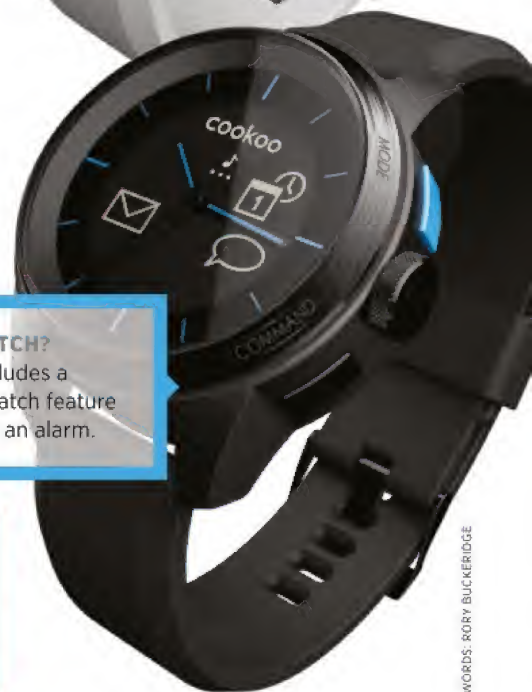 cookoo
1
MODE
COMMAND
TCH?
ludes a
atch feature
an alarm.
WORDS: RORY BUCKERIDGE